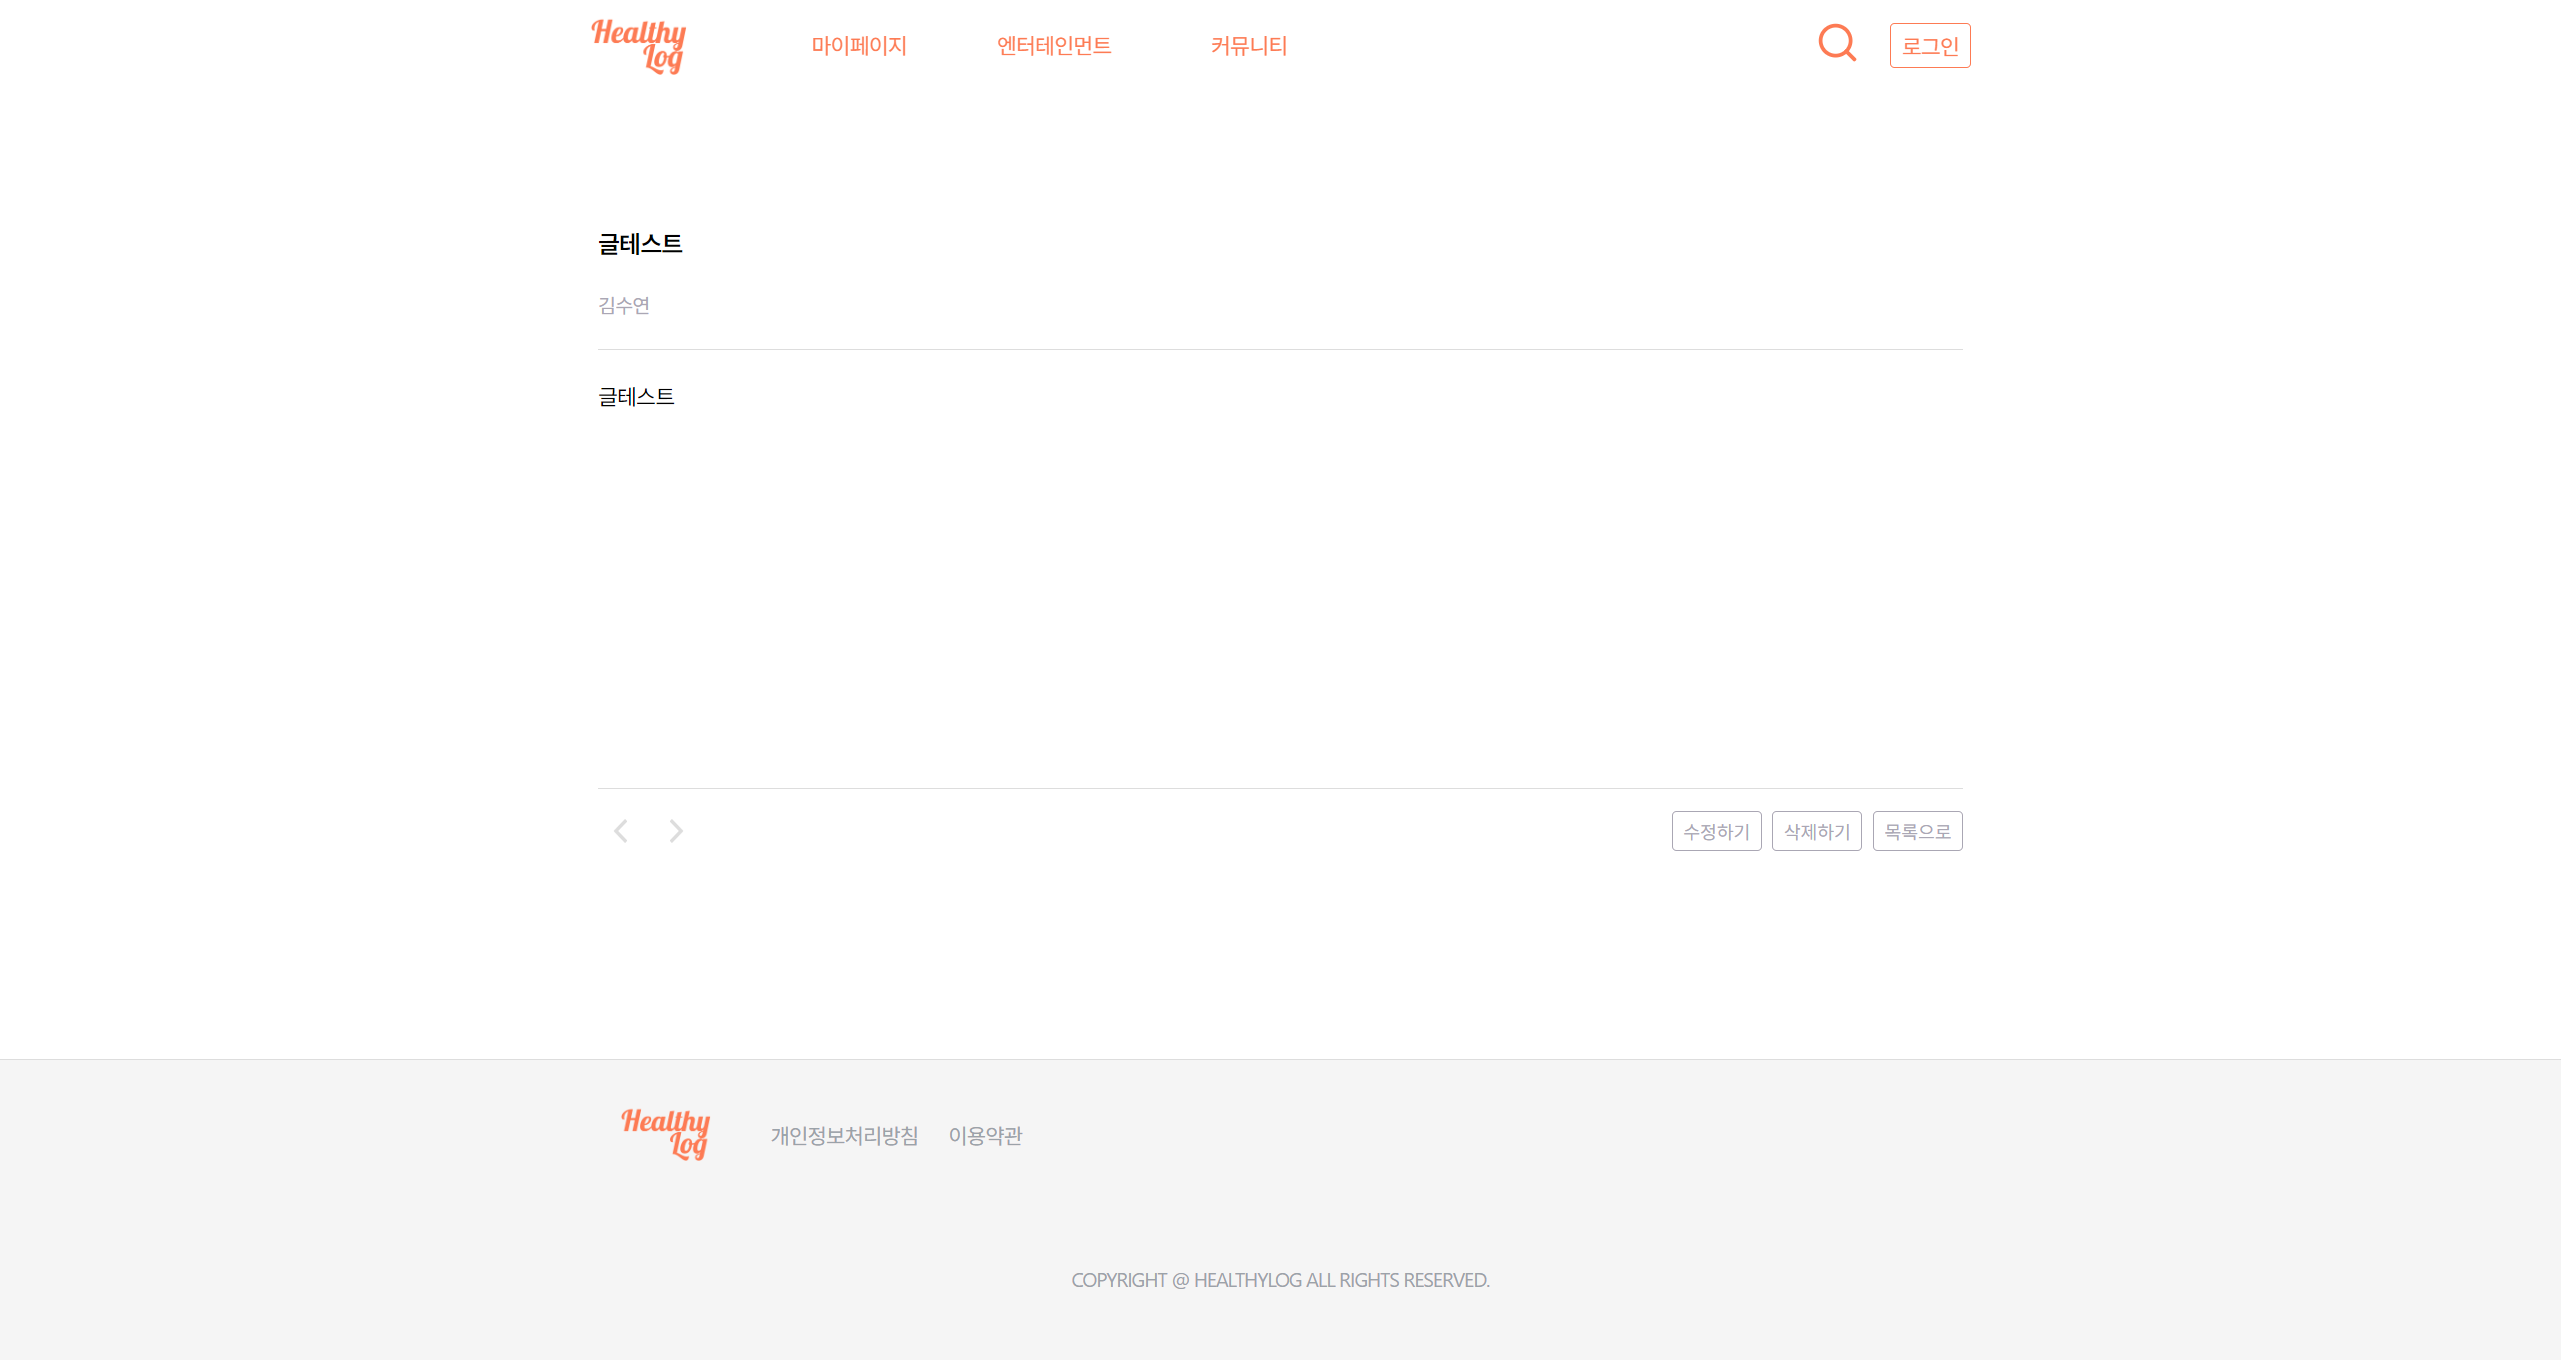 Healthy Log
마이페이지 엔터테인먼트 커뮤니티 로그인
글테스트
김수연
글테스트
수정하기 삭제하기 목록으로
Healthy Log
개인정보처리방침 이용약관
COPYRIGHT @ HEALTHYLOG ALL RIGHTS RESERVED.